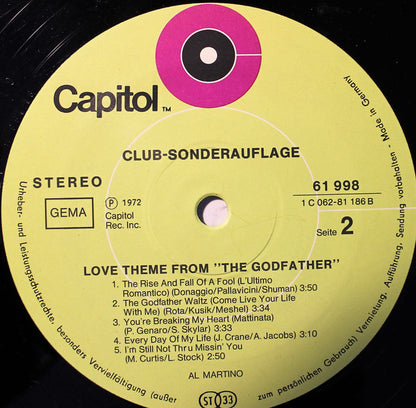 Capitol TM
CLUB-SONDERAUFLAGE
STEREO
GEMA
P 1972
Capitol
Rec. Inc.
61 998
1 C 062-81 186 B
Seite 2
LOVE THEME FROM "THE GODFATHER"
1. The Rise And Fall Of A Fool (L'Ultimo
Romantico) (Donaggio/Pallavicini/Shuman) 3:50
2. The Godfather Waltz (Come Live Your Life
With Me) (Rota/Kusik/Meshel) 3:50
3. You're Breaking My Heart (Mattinata)
(P. Genaro/S. Skylar) 3:33
4. Every Day Of My Life (J. Crane/A. Jacobs) 3:10
5. I'm Still Not Thru Missin' You
(M. Curtis/L. Stock) 2:50
AL MARTINO
ST 33
Urheber- und Leistungsschutzrechte, besonders Vervielfältigung (außer zum persönlichen Gebrauch) Vermietung, Aufführung, Sendung vorbehalten - Made in Germany